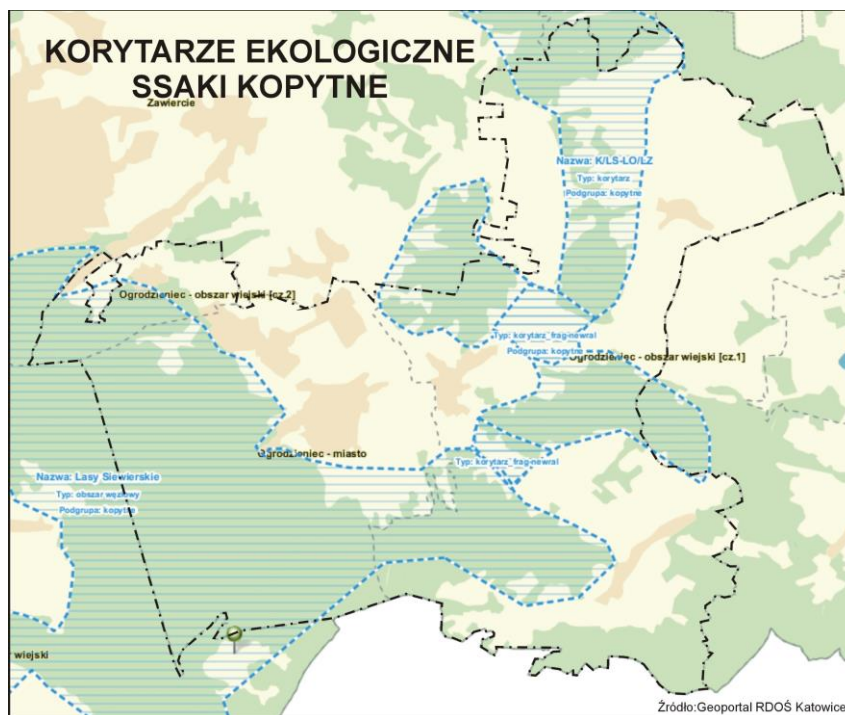 KORYTARZE EKOLOGICZNE
SSAKI KOPYTNE
Zawiercie
Nazwa: K/LS-LO/LZ
Typ: korytarz
Podgrupa: kopytne
Ogrodzieniec - obszar wiejski [cz.2]
Typ: korytarz_frag-newral
Podgrupa: kopytne
Ogrodzieniec - obszar wiejski [cz.1]
Ogrodzieniec - miasto
Typ: korytarz_frag-newral
Nazwa: Lasy Siewierskie
Typ: obszar węzłowy
Podgrupa: kopytne
wiejski
Źródło:Geoportal RDOŚ Katowice